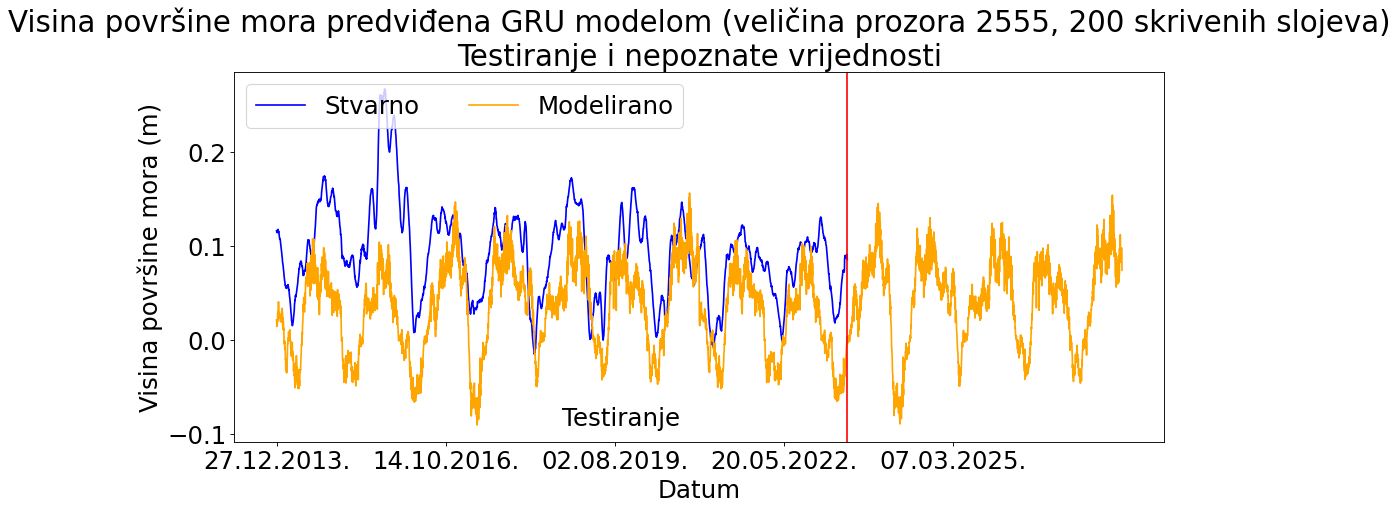 Visina površine mora predviđena GRU modelom (veličina prozora 2555, 200 skrivenih slojeva)
Testiranje i nepoznate vrijednosti
Stvarno
Modelirano
Visina površine mora (m)
0.2
0.1
0.0
−0.1
Testiranje
27.12.2013.
14.10.2016.
02.08.2019.
20.05.2022.
07.03.2025.
Datum